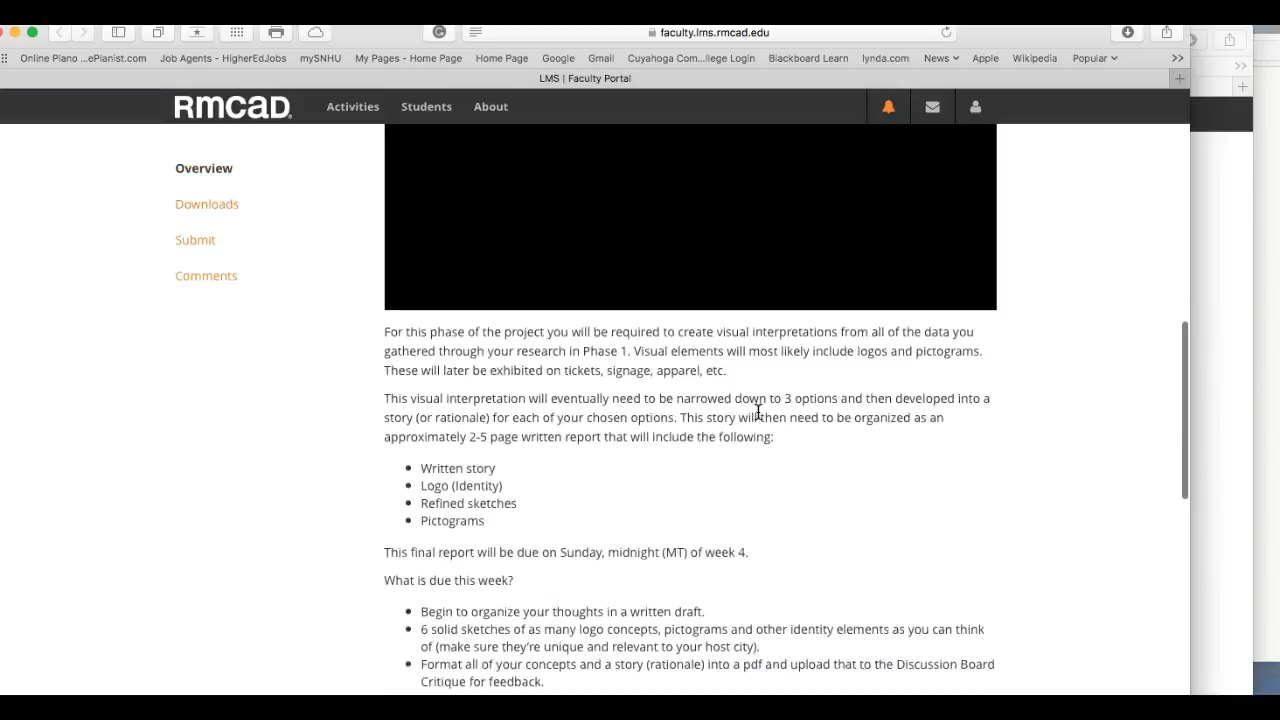 faculty.lms.rmcad.edu
Online Piano ...ePianist.com Job Agents - HigherEdJobs mySNHU My Pages - Home Page Home Page Google Gmail Cuyahoga Com...llege Login Blackboard Learn lynda.com News Apple Wikipedia Popular
LMS | Faculty Portal
RMCAD Activities Students About
Overview
Downloads
Submit
Comments
For this phase of the project you will be required to create visual interpretations from all of the data you
gathered through your research in Phase 1. Visual elements will most likely include logos and pictograms.
These will later be exhibited on tickets, signage, apparel, etc.
This visual interpretation will eventually need to be narrowed down to 3 options and then developed into a
story (or rationale) for each of your chosen options. This story will then need to be organized as an
approximately 2-5 page written report that will include the following:
• Written story
• Logo (Identity)
• Refined sketches
• Pictograms
This final report will be due on Sunday, midnight (MT) of week 4.
What is due this week?
• Begin to organize your thoughts in a written draft.
• 6 solid sketches of as many logo concepts, pictograms and other identity elements as you can think
of (make sure they're unique and relevant to your host city).
• Format all of your concepts and a story (rationale) into a pdf and upload that to the Discussion Board
Critique for feedback.